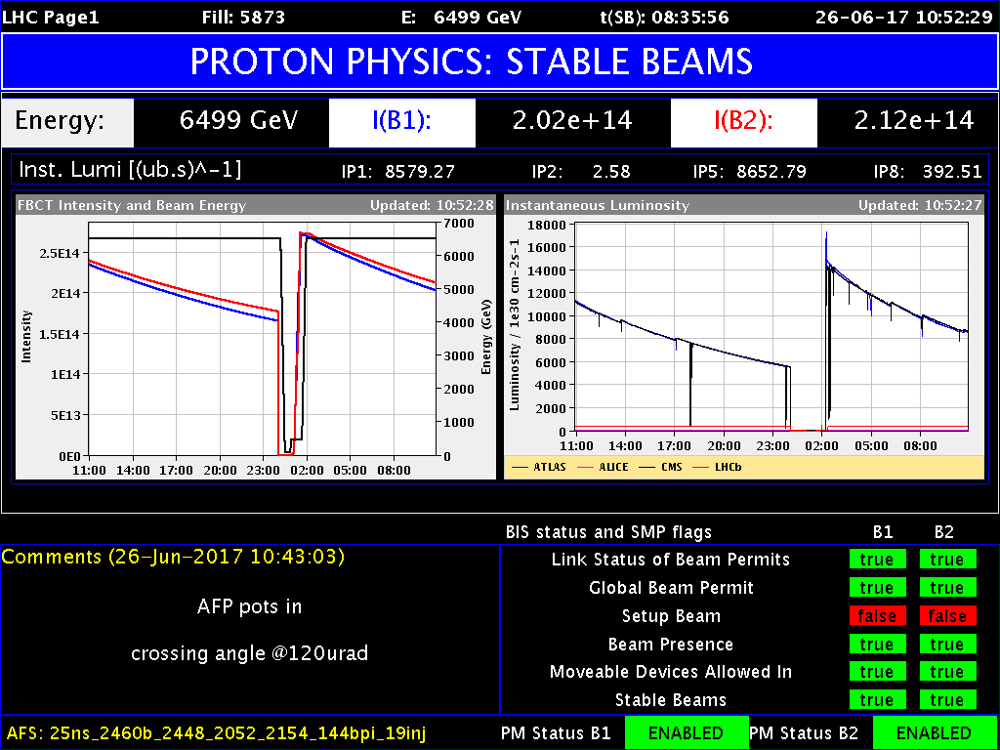 LHC Page1 Fill: 5873 E: 6499 GeV t(SB): 08:35:56 26-06-17 10:52:29
PROTON PHYSICS: STABLE BEAMS
Energy: 6499 GeV I(B1): 2.02e+14 I(B2): 2.12e+14
Inst. Lumi [(ub.s)^-1] IP1: 8579.27 IP2: 2.58 IP5: 8652.79 IP8: 392.51
FBCT Intensity and Beam Energy Updated: 10:52:28
Intensity
2.5E14
2E14
1.5E14
1E14
5E13
0E0
7000
6000
5000
4000
3000
2000
1000
0
Energy (GeV)
11:00 14:00 17:00 20:00 23:00 02:00 05:00 08:00
Instantaneous Luminosity Updated: 10:52:27
Luminosity / 1e30 cm-2s-1
18000
16000
14000
12000
10000
8000
6000
4000
2000
0
11:00 14:00 17:00 20:00 23:00 02:00 05:00 08:00
ATLAS ALICE CMS LHCb
Comments (26-Jun-2017 10:43:03)
AFP pots in
crossing angle @120urad
BIS status and SMP flags B1 B2
Link Status of Beam Permits true true
Global Beam Permit true true
Setup Beam false false
Beam Presence true true
Moveable Devices Allowed In true true
Stable Beams true true
AFS: 25ns_2460b_2448_2052_2154_144bpi_19inj PM Status B1 ENABLED PM Status B2 ENABLED